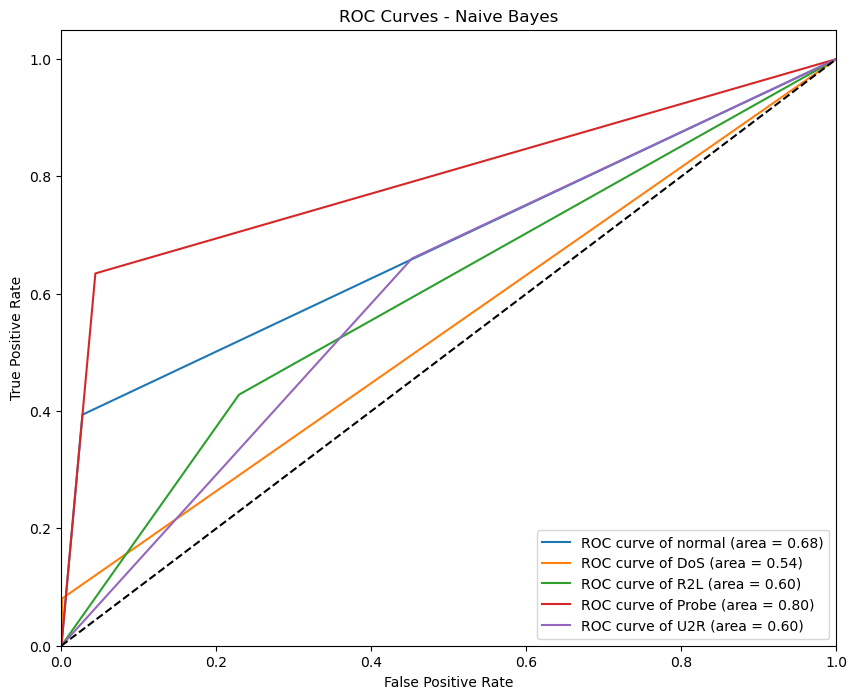 ROC Curves - Naive Bayes
1.0
0.8
0.6
0.4
0.2
0.0
True Positive Rate
0.0 0.2 0.4 0.6 0.8 1.0
False Positive Rate
ROC curve of normal (area = 0.68)
ROC curve of DoS (area = 0.54)
ROC curve of R2L (area = 0.60)
ROC curve of Probe (area = 0.80)
ROC curve of U2R (area = 0.60)